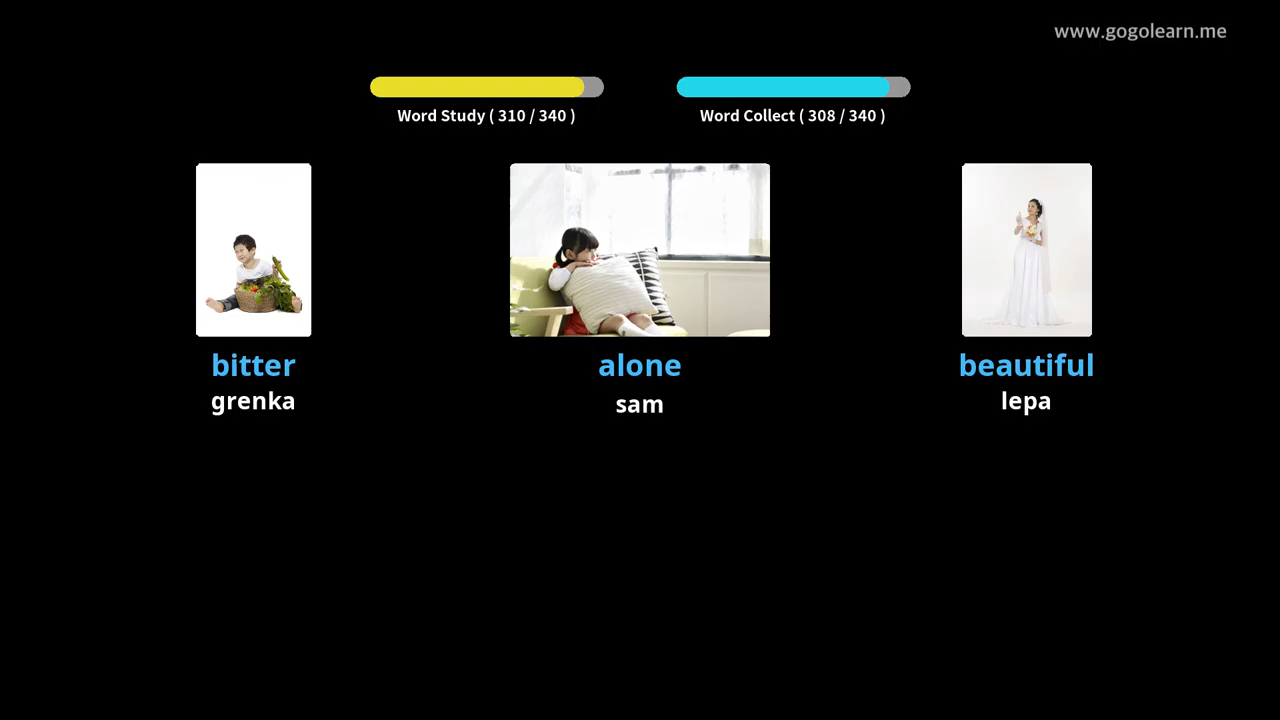 www.gogolearn.me
Word Study ( 310 / 340 )
Word Collect ( 308 / 340 )
bitter
grenka
alone
sam
beautiful
lepa